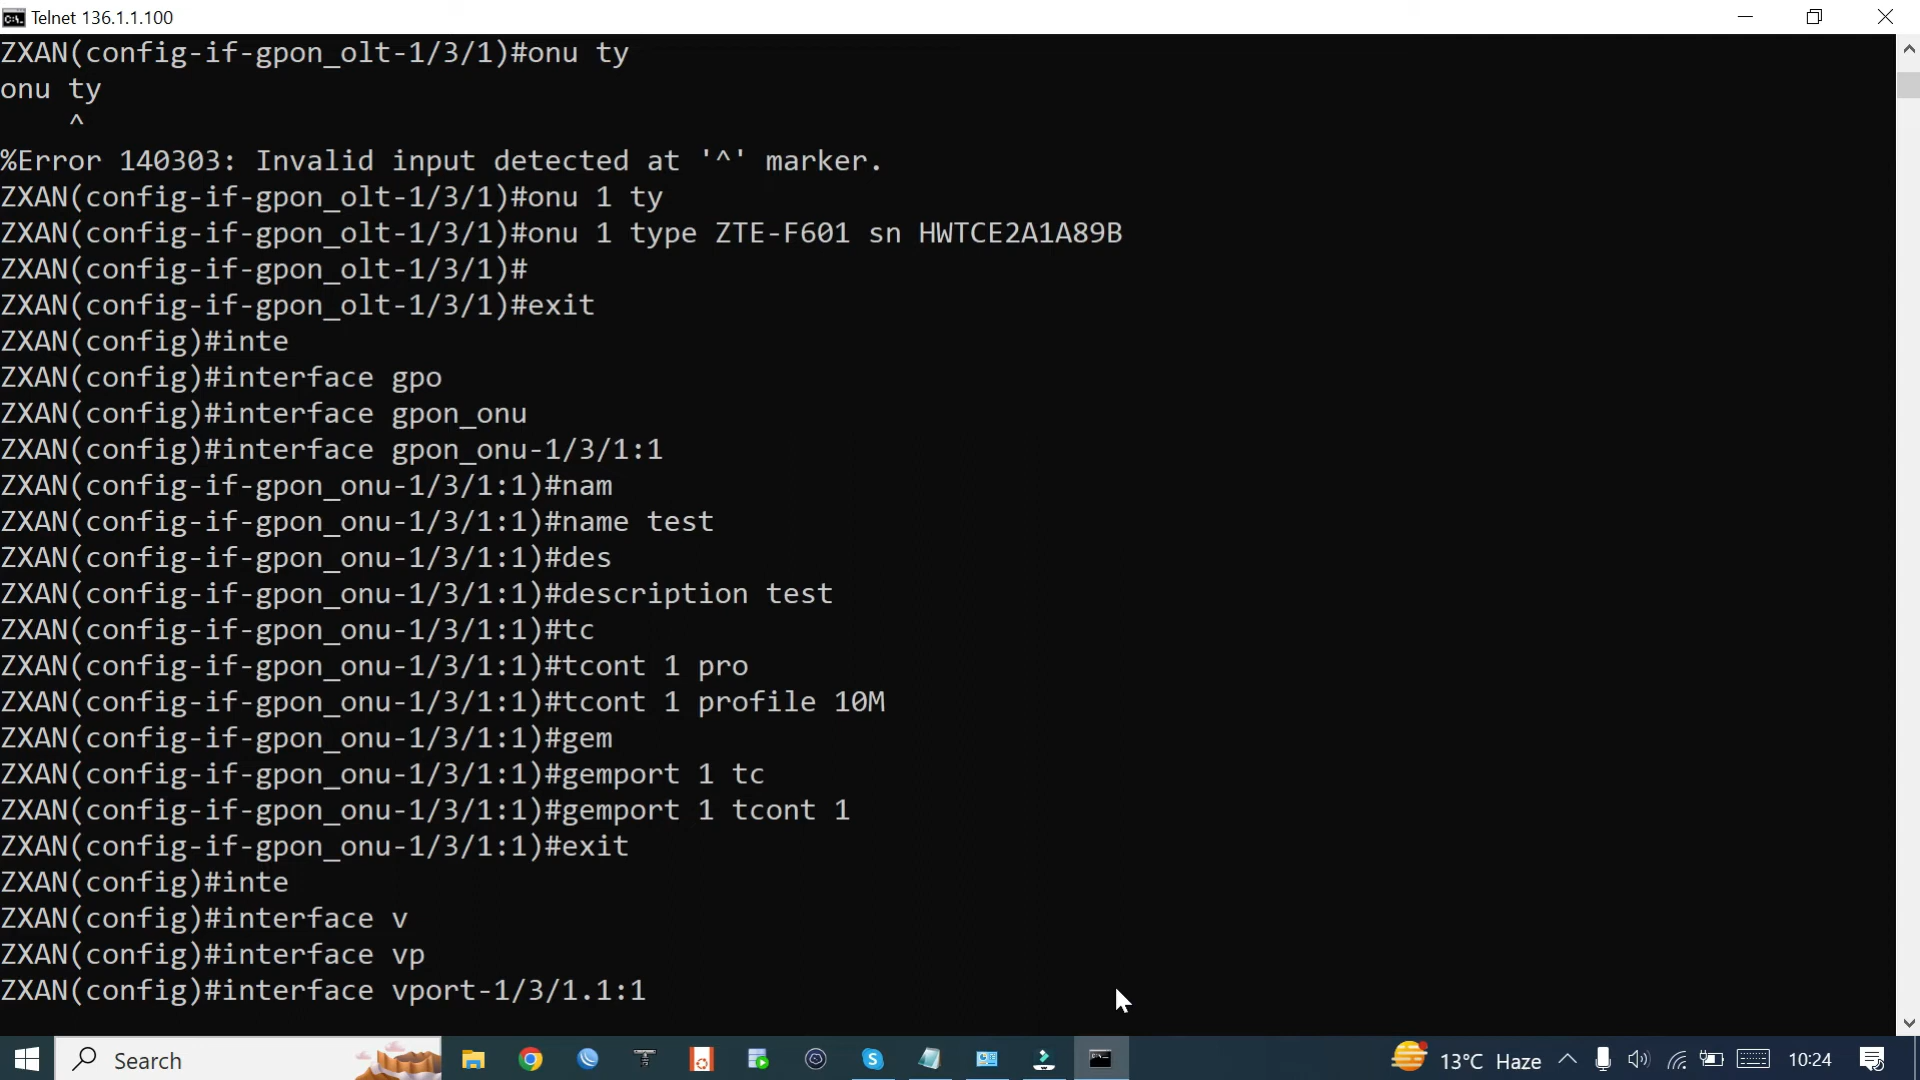 Telnet 136.1.1.100
ZXAN(config-if-gpon_olt-1/3/1)#onu ty
onu ty
^
%Error 140303: Invalid input detected at '^' marker.
ZXAN(config-if-gpon_olt-1/3/1)#onu 1 ty
ZXAN(config-if-gpon_olt-1/3/1)#onu 1 type ZTE-F601 sn HWTCE2A1A89B
ZXAN(config-if-gpon_olt-1/3/1)#
ZXAN(config-if-gpon_olt-1/3/1)#exit
ZXAN(config)#inte
ZXAN(config)#interface gpo
ZXAN(config)#interface gpon_onu
ZXAN(config)#interface gpon_onu-1/3/1:1
ZXAN(config-if-gpon_onu-1/3/1:1)#nam
ZXAN(config-if-gpon_onu-1/3/1:1)#name test
ZXAN(config-if-gpon_onu-1/3/1:1)#des
ZXAN(config-if-gpon_onu-1/3/1:1)#description test
ZXAN(config-if-gpon_onu-1/3/1:1)#tc
ZXAN(config-if-gpon_onu-1/3/1:1)#tcont 1 pro
ZXAN(config-if-gpon_onu-1/3/1:1)#tcont 1 profile 10M
ZXAN(config-if-gpon_onu-1/3/1:1)#gem
ZXAN(config-if-gpon_onu-1/3/1:1)#gemport 1 tc
ZXAN(config-if-gpon_onu-1/3/1:1)#gemport 1 tcont 1
ZXAN(config-if-gpon_onu-1/3/1:1)#exit
ZXAN(config)#inte
ZXAN(config)#interface v
ZXAN(config)#interface vp
ZXAN(config)#interface vport-1/3/1.1:1
Search
13°C Haze
10:24